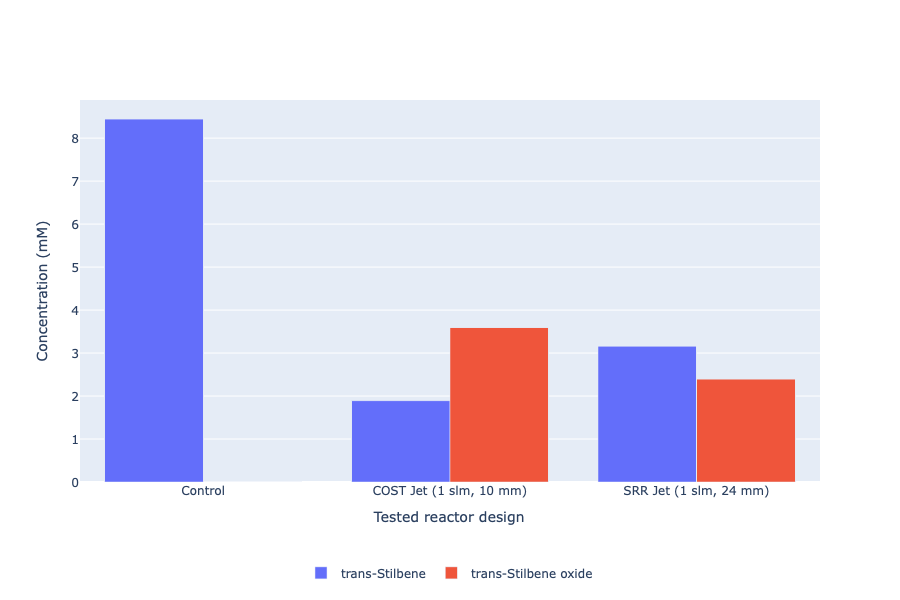 8
7
6
5
4
3
2
1
0
Concentration (mM)
Control
COST Jet (1 slm, 10 mm)
SRR Jet (1 slm, 24 mm)
Tested reactor design
trans-Stilbene
trans-Stilbene oxide